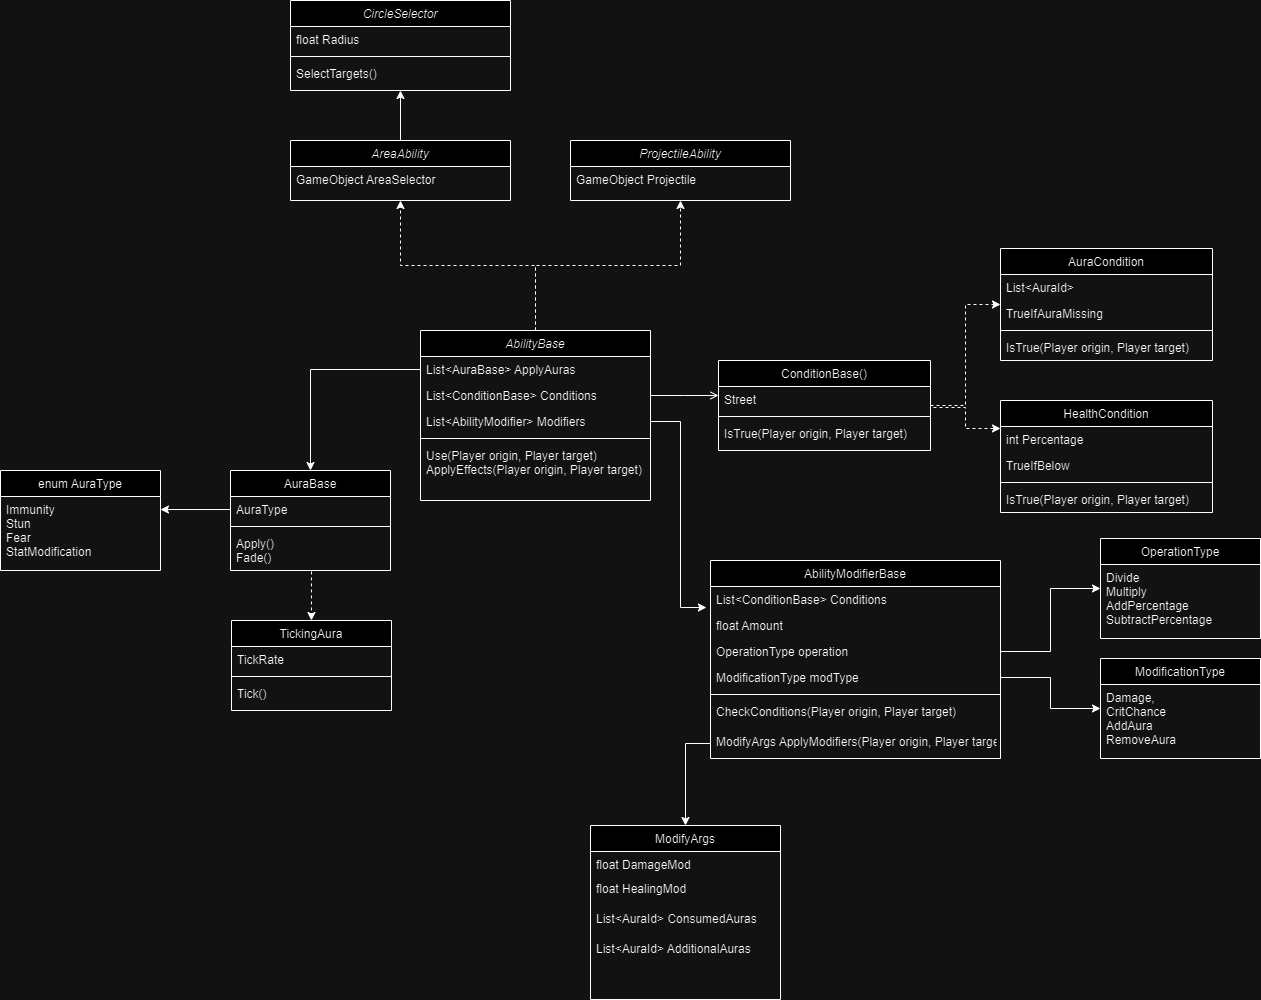 CircleSelector
float Radius
SelectTargets()
AreaAbility
GameObject AreaSelector
ProjectileAbility
GameObject Projectile
AbilityBase
List<AuraBase> ApplyAuras
List<ConditionBase> Conditions
List<AbilityModifier> Modifiers
Use(Player origin, Player target)
ApplyEffects(Player origin, Player target)
ConditionBase()
Street
IsTrue(Player origin, Player target)
AuraCondition
List<AuraId>
TrueIfAuraMissing
IsTrue(Player origin, Player target)
HealthCondition
int Percentage
TrueIfBelow
IsTrue(Player origin, Player target)
enum AuraType
Immunity
Stun
Fear
StatModification
AuraBase
AuraType
Apply()
Fade()
TickingAura
TickRate
Tick()
AbilityModifierBase
List<ConditionBase> Conditions
float Amount
OperationType operation
ModificationType modType
CheckConditions(Player origin, Player target)
ModifyArgs ApplyModifiers(Player origin, Player targe
OperationType
Divide
Multiply
AddPercentage
SubtractPercentage
ModificationType
Damage,
CritChance
AddAura
RemoveAura
ModifyArgs
float DamageMod
float HealingMod
List<AuraId> ConsumedAuras
List<AuraId> AdditionalAuras